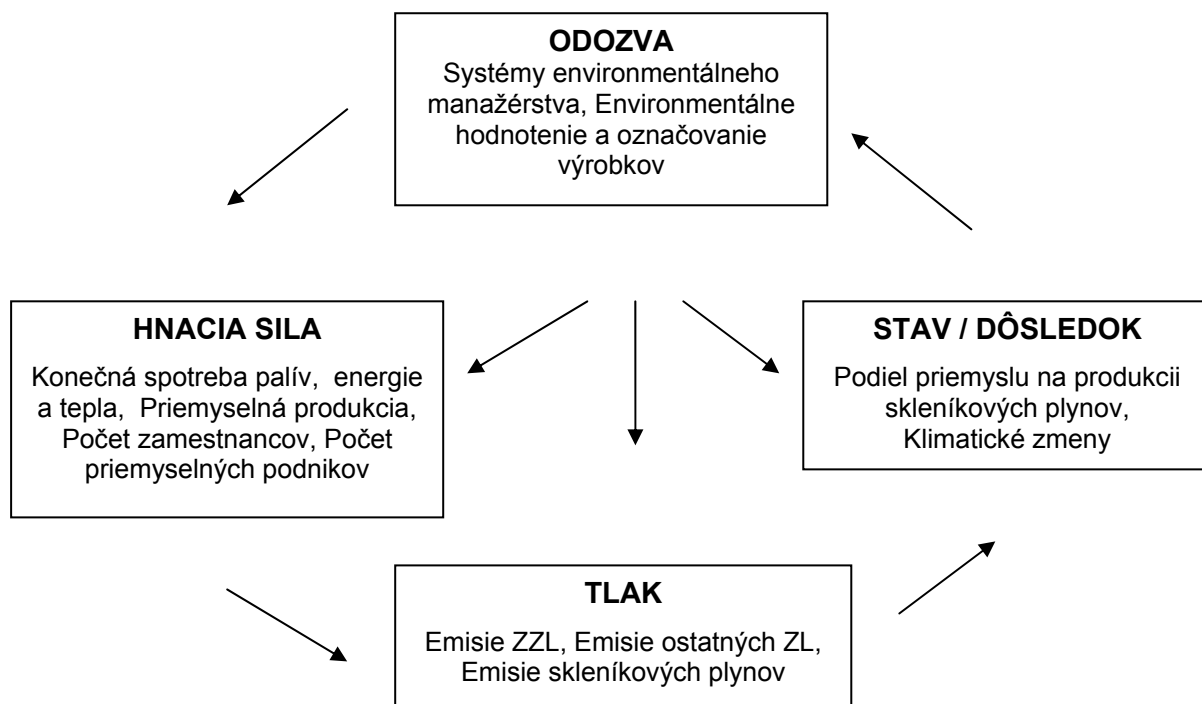 ODOZVA
Systémy environmentálneho
manažérstva, Environmentálne
hodnotenie a označovanie
výrobkov
HNACIA SILA
Konečná spotreba palív, energie
a tepla, Priemyselná produkcia,
Počet zamestnancov, Počet
priemyselných podnikov
STAV / DÔSLEDOK
Podiel priemyslu na produkcii
skleníkových plynov,
Klimatické zmeny
TLAK
Emisie ZZL, Emisie ostatných ZL,
Emisie skleníkových plynov